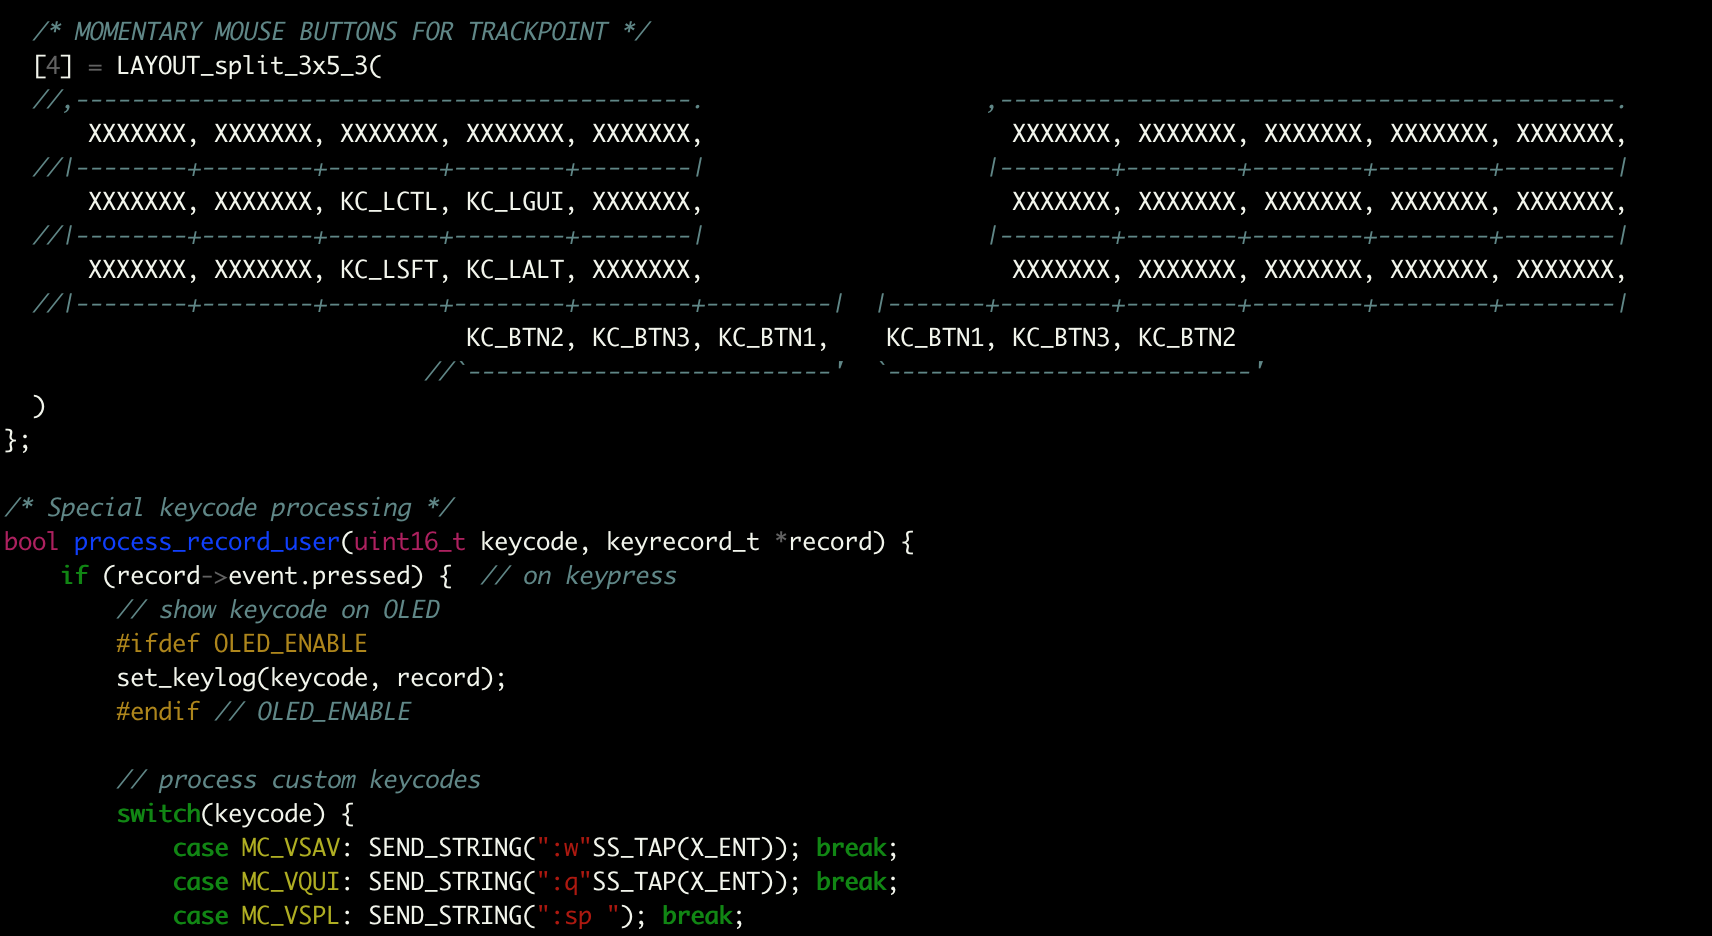 /* MOMENTARY MOUSE BUTTONS FOR TRACKPOINT */
  [4] = LAYOUT_split_3x5_3(
  //,--------------------------------------------.                    ,--------------------------------------------.
      XXXXXXX, XXXXXXX, XXXXXXX, XXXXXXX, XXXXXXX,                      XXXXXXX, XXXXXXX, XXXXXXX, XXXXXXX, XXXXXXX,
  //|--------+--------+--------+--------+--------|                    |--------+--------+--------+--------+--------|
      XXXXXXX, XXXXXXX, KC_LCTL, KC_LGUI, XXXXXXX,                      XXXXXXX, XXXXXXX, XXXXXXX, XXXXXXX, XXXXXXX,
  //|--------+--------+--------+--------+--------|                    |--------+--------+--------+--------+--------|
      XXXXXXX, XXXXXXX, KC_LSFT, KC_LALT, XXXXXXX,                      XXXXXXX, XXXXXXX, XXXXXXX, XXXXXXX, XXXXXXX,
  //|--------+--------+--------+--------+--------+---------|  |-------+--------+--------+--------+--------+--------|
                                 KC_BTN2, KC_BTN3, KC_BTN1,    KC_BTN1, KC_BTN3, KC_BTN2
                              //`--------------------------'  `--------------------------'
  )
};

/* Special keycode processing */
bool process_record_user(uint16_t keycode, keyrecord_t *record) {
    if (record->event.pressed) {  // on keypress
        // show keycode on OLED
        #ifdef OLED_ENABLE
        set_keylog(keycode, record);
        #endif // OLED_ENABLE

        // process custom keycodes
        switch(keycode) {
            case MC_VSAV: SEND_STRING(":w"SS_TAP(X_ENT)); break;
            case MC_VQUI: SEND_STRING(":q"SS_TAP(X_ENT)); break;
            case MC_VSPL: SEND_STRING(":sp "); break;